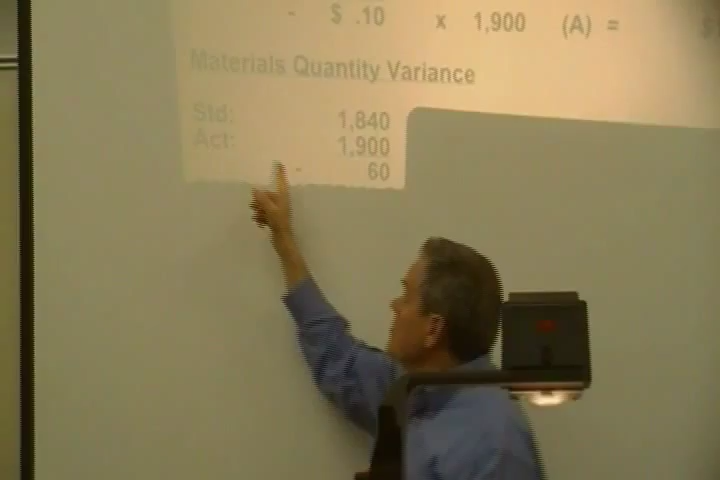 - $ .10 x 1,900 (A) =
Materials Quantity Variance
Std: 1,840
Act: 1,900
- 60